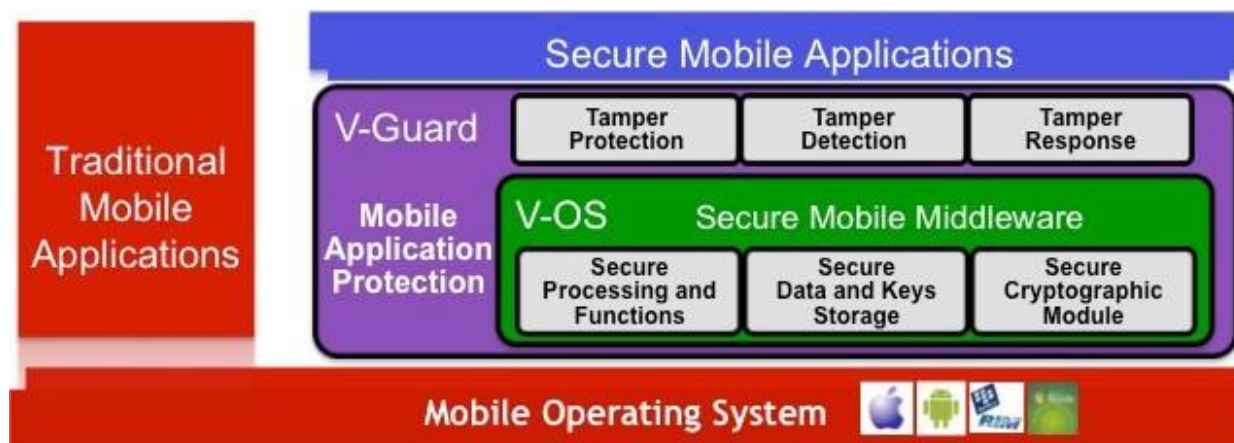 Secure Mobile Applications
Traditional
Mobile
Applications
V-Guard
Tamper
Protection
Tamper
Detection
Tamper
Response
Mobile
Application
Protection
V-OS
Secure Mobile Middleware
Secure
Processing and
Functions
Secure
Data and Keys
Storage
Secure
Cryptographic
Module
Mobile Operating System